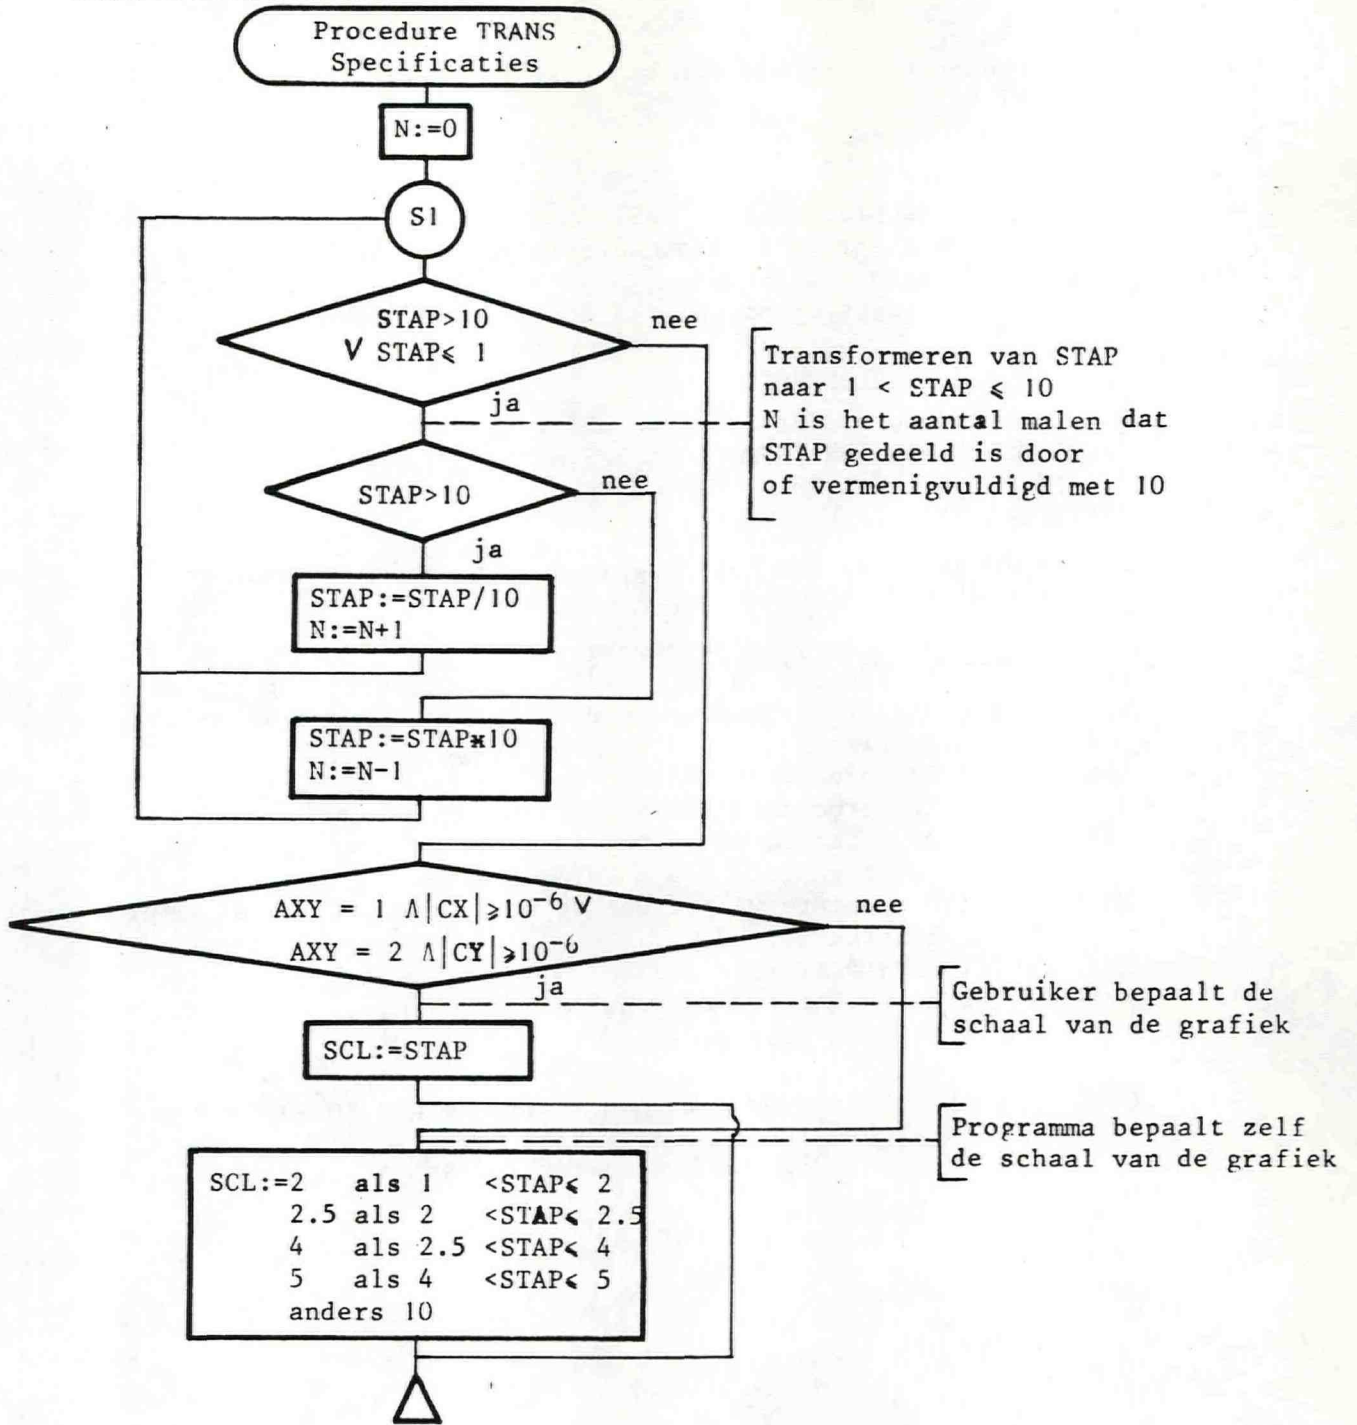 Procedure TRANS
Specificaties
N:=0
S1
STAP>10
V STAP⩽ 1
nee
ja
Transformeren van STAP
naar 1 < STAP ⩽ 10
N is het aantal malen dat
STAP gedeeld is door
of vermenigvuldigd met 10
STAP>10
nee
ja
STAP:=STAP/10
N:=N+1
STAP:=STAP*10
N:=N-1
AXY = 1 Λ|CX|⩾10⁻⁶ V
AXY = 2 Λ|CY|⩾10⁻⁶
nee
ja
Gebruiker bepaalt de
schaal van de grafiek
SCL:=STAP
Programma bepaalt zelf
de schaal van de grafiek
SCL:=2 als 1 <STAP⩽ 2
2.5 als 2 <STAP⩽ 2.5
4 als 2.5 <STAP⩽ 4
5 als 4 <STAP⩽ 5
anders 10